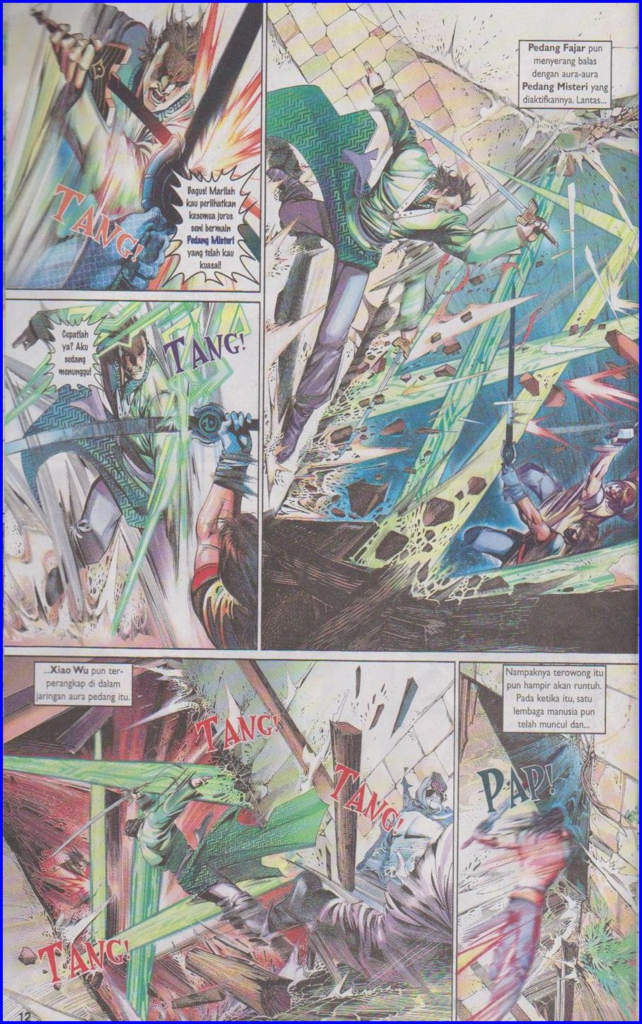 Bagus! Marilah
kau perlihatkan
kesemua jurus
seni bermain
Pedang Misteri
yang telah kau
kuasai!
TANG!
Pedang Fajar pun
menyerang balas
dengan aura-aura
Pedang Misteri yang
diaktifkannya. Lantas...
Cepatlah
ya? Aku
sedang
menunggu!
TANG!
...Xiao Wu pun ter-
perangkap di dalam
jaringan aura pedang itu.
TANG!
TANG!
TANG!
Nampaknya terowong itu
pun hampir akan runtuh.
Pada ketika itu, satu
lembaga manusia pun
telah muncul dan...
PAP!
12